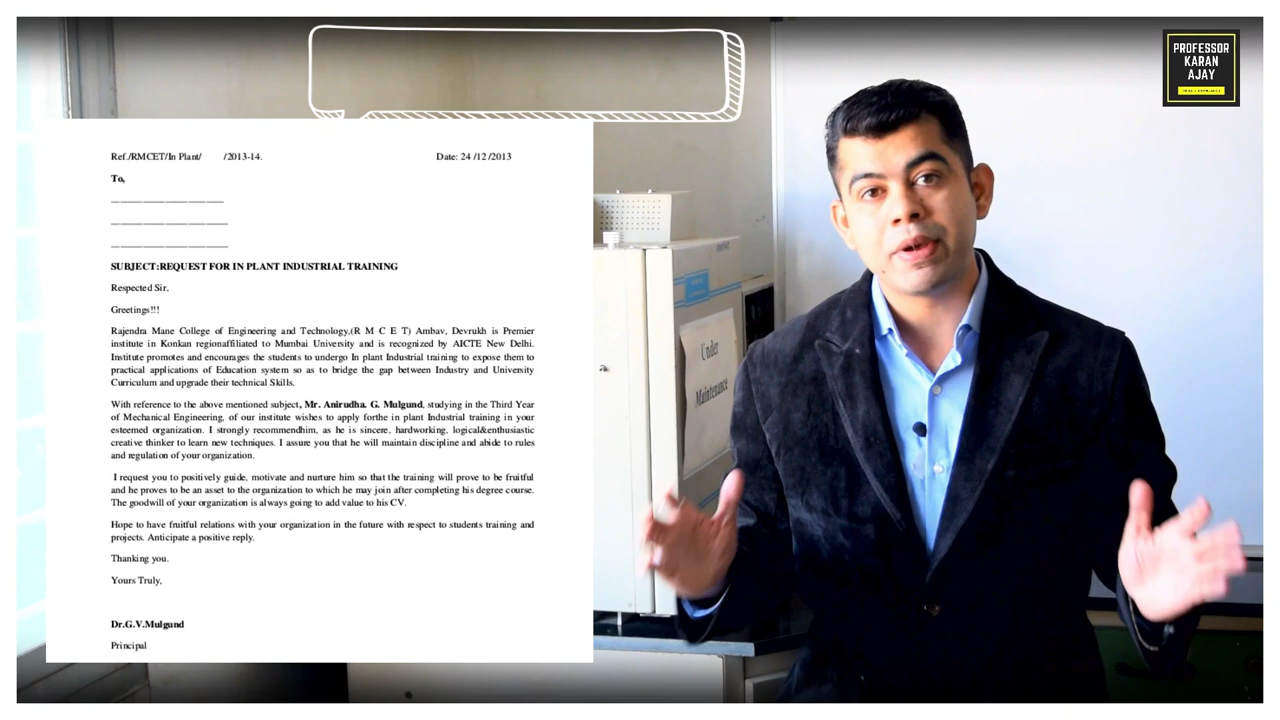 PROFESSOR
KARAN
AJAY
Ref./RMCET/In Plant/ /2013-14. Date: 24 /12 /2013
To,
SUBJECT:REQUEST FOR IN PLANT INDUSTRIAL TRAINING
Respected Sir,
Greetings!!!
Rajendra Mane College of Engineering and Technology,(R M C E T) Ambav, Devrukh is Premier
institute in Konkan regionaffiliated to Mumbai University and is recognized by AICTE New Delhi.
Institute promotes and encourages the students to undergo In plant Industrial training to expose them to
practical applications of Education system so as to bridge the gap between Industry and University
Curriculum and upgrade their technical Skills.
With reference to the above mentioned subject, Mr. Anirudha. G. Mulgund, studying in the Third Year
of Mechanical Engineering, of our institute wishes to apply forthe in plant Industrial training in your
esteemed organization. I strongly recommendhim, as he is sincere, hardworking, logical&enthusiastic
creative thinker to learn new techniques. I assure you that he will maintain discipline and abide to rules
and regulation of your organization.
I request you to positively guide, motivate and nurture him so that the training will prove to be fruitful
and he proves to be an asset to the organization to which he may join after completing his degree course.
The goodwill of your organization is always going to add value to his CV.
Hope to have fruitful relations with your organization in the future with respect to students training and
projects. Anticipate a positive reply.
Thanking you.
Yours Truly,
Dr.G.V.Mulgund
Principal
Under
Maintenance